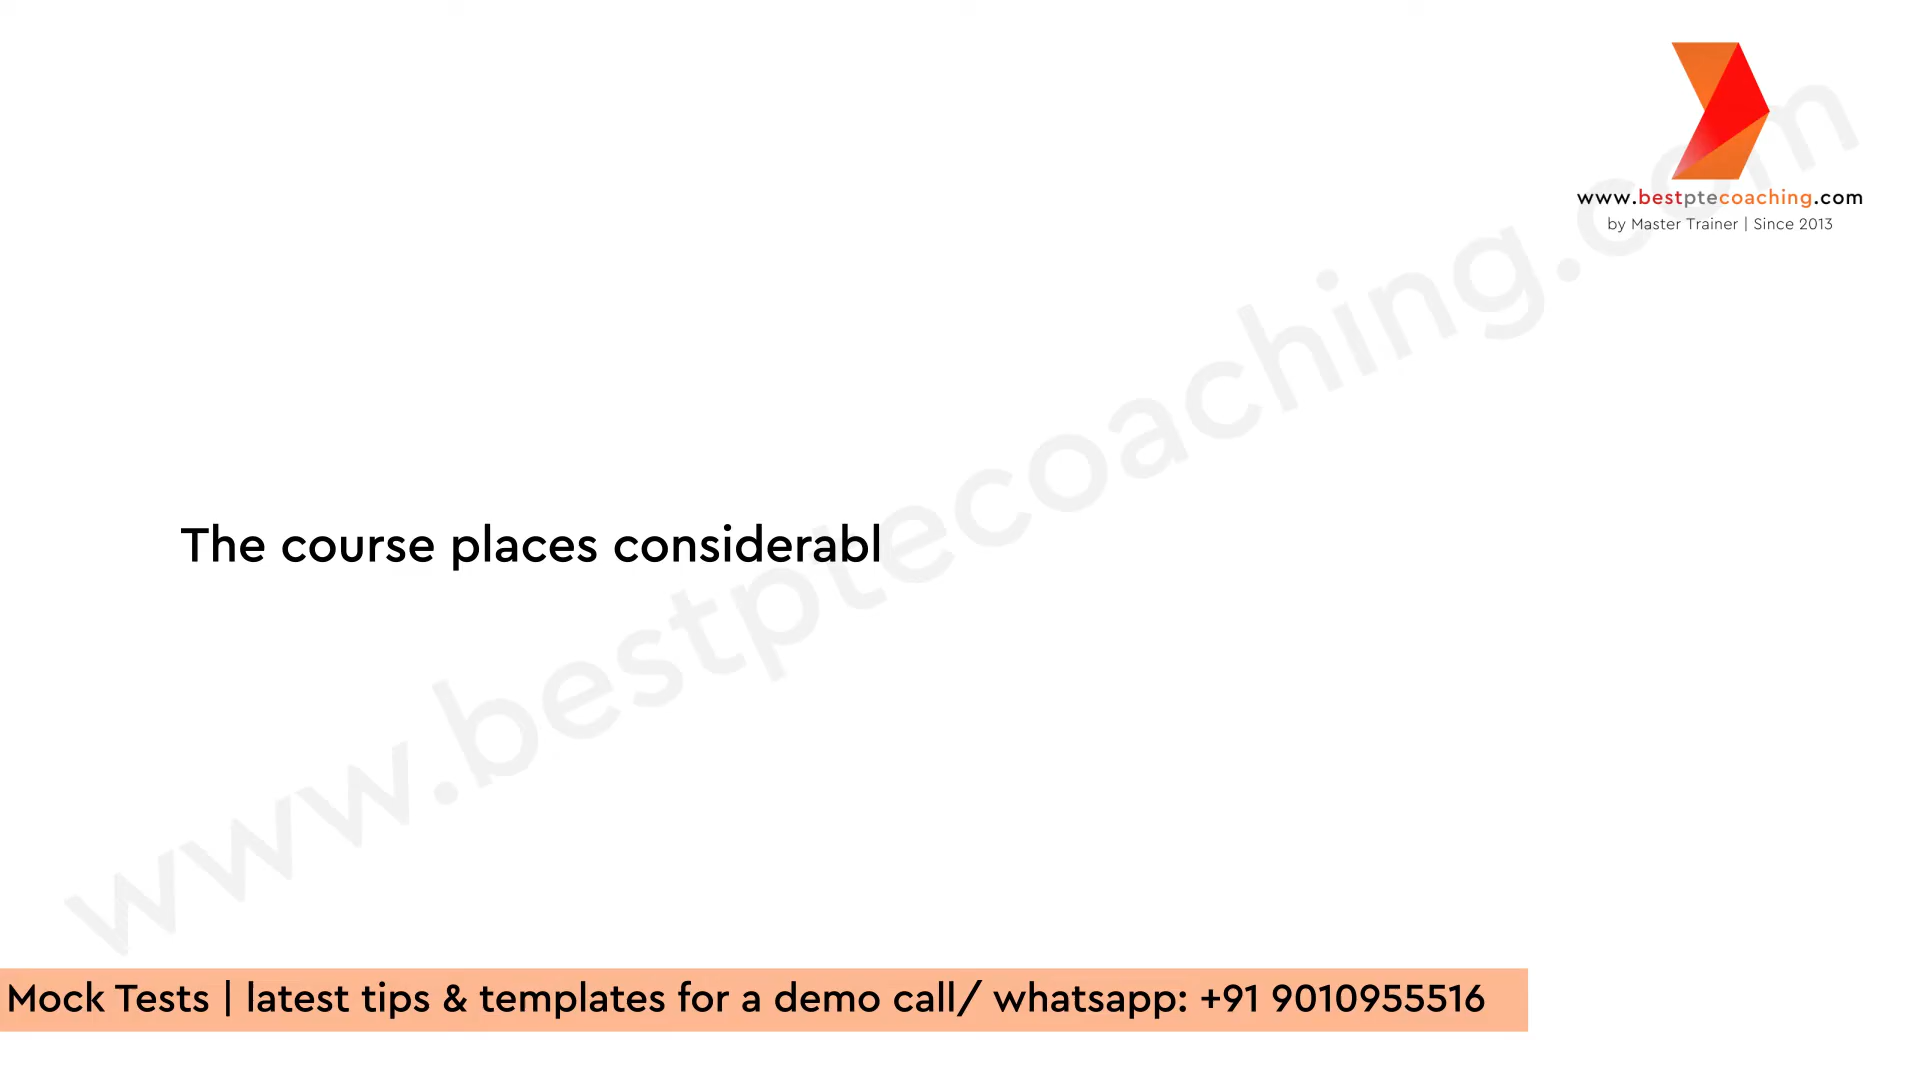 www.bestptecoaching.com
by Master Trainer | Since 2013
www.bestptecoaching.com
The course places considerabl
Mock Tests | latest tips & templates for a demo call/ whatsapp: +91 9010955516